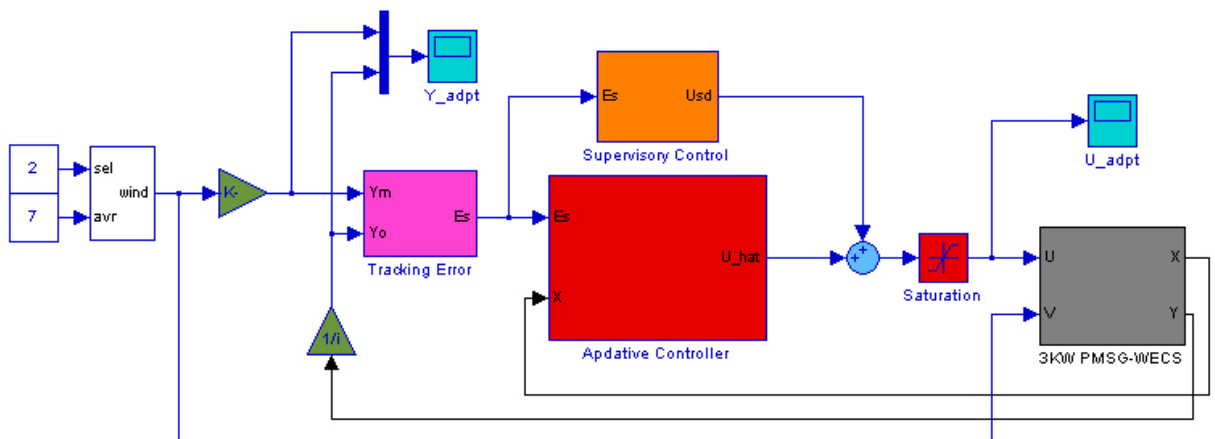 Y_adpt
Es
Usd
Supervisory Control
U_adpt
2
7
sel
avr
wind
K-
Ym
Yo
Es
Tracking Error
Es
X
U_hat
Apdative Controller
+
+
Saturation
U
V
X
Y
3KW PMSG-WECS
1/i